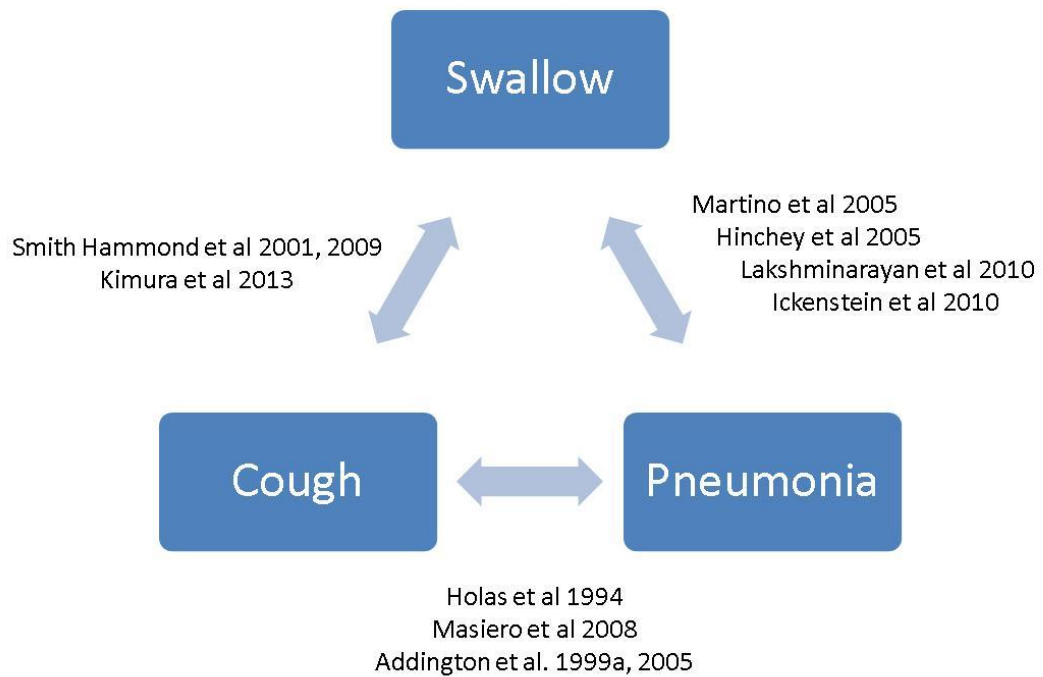 Swallow
Smith Hammond et al 2001, 2009
Kimura et al 2013
Martino et al 2005
Hinchey et al 2005
Lakshminarayan et al 2010
Ickenstein et al 2010
Cough
Pneumonia
Holas et al 1994
Masiero et al 2008
Addington et al. 1999a, 2005